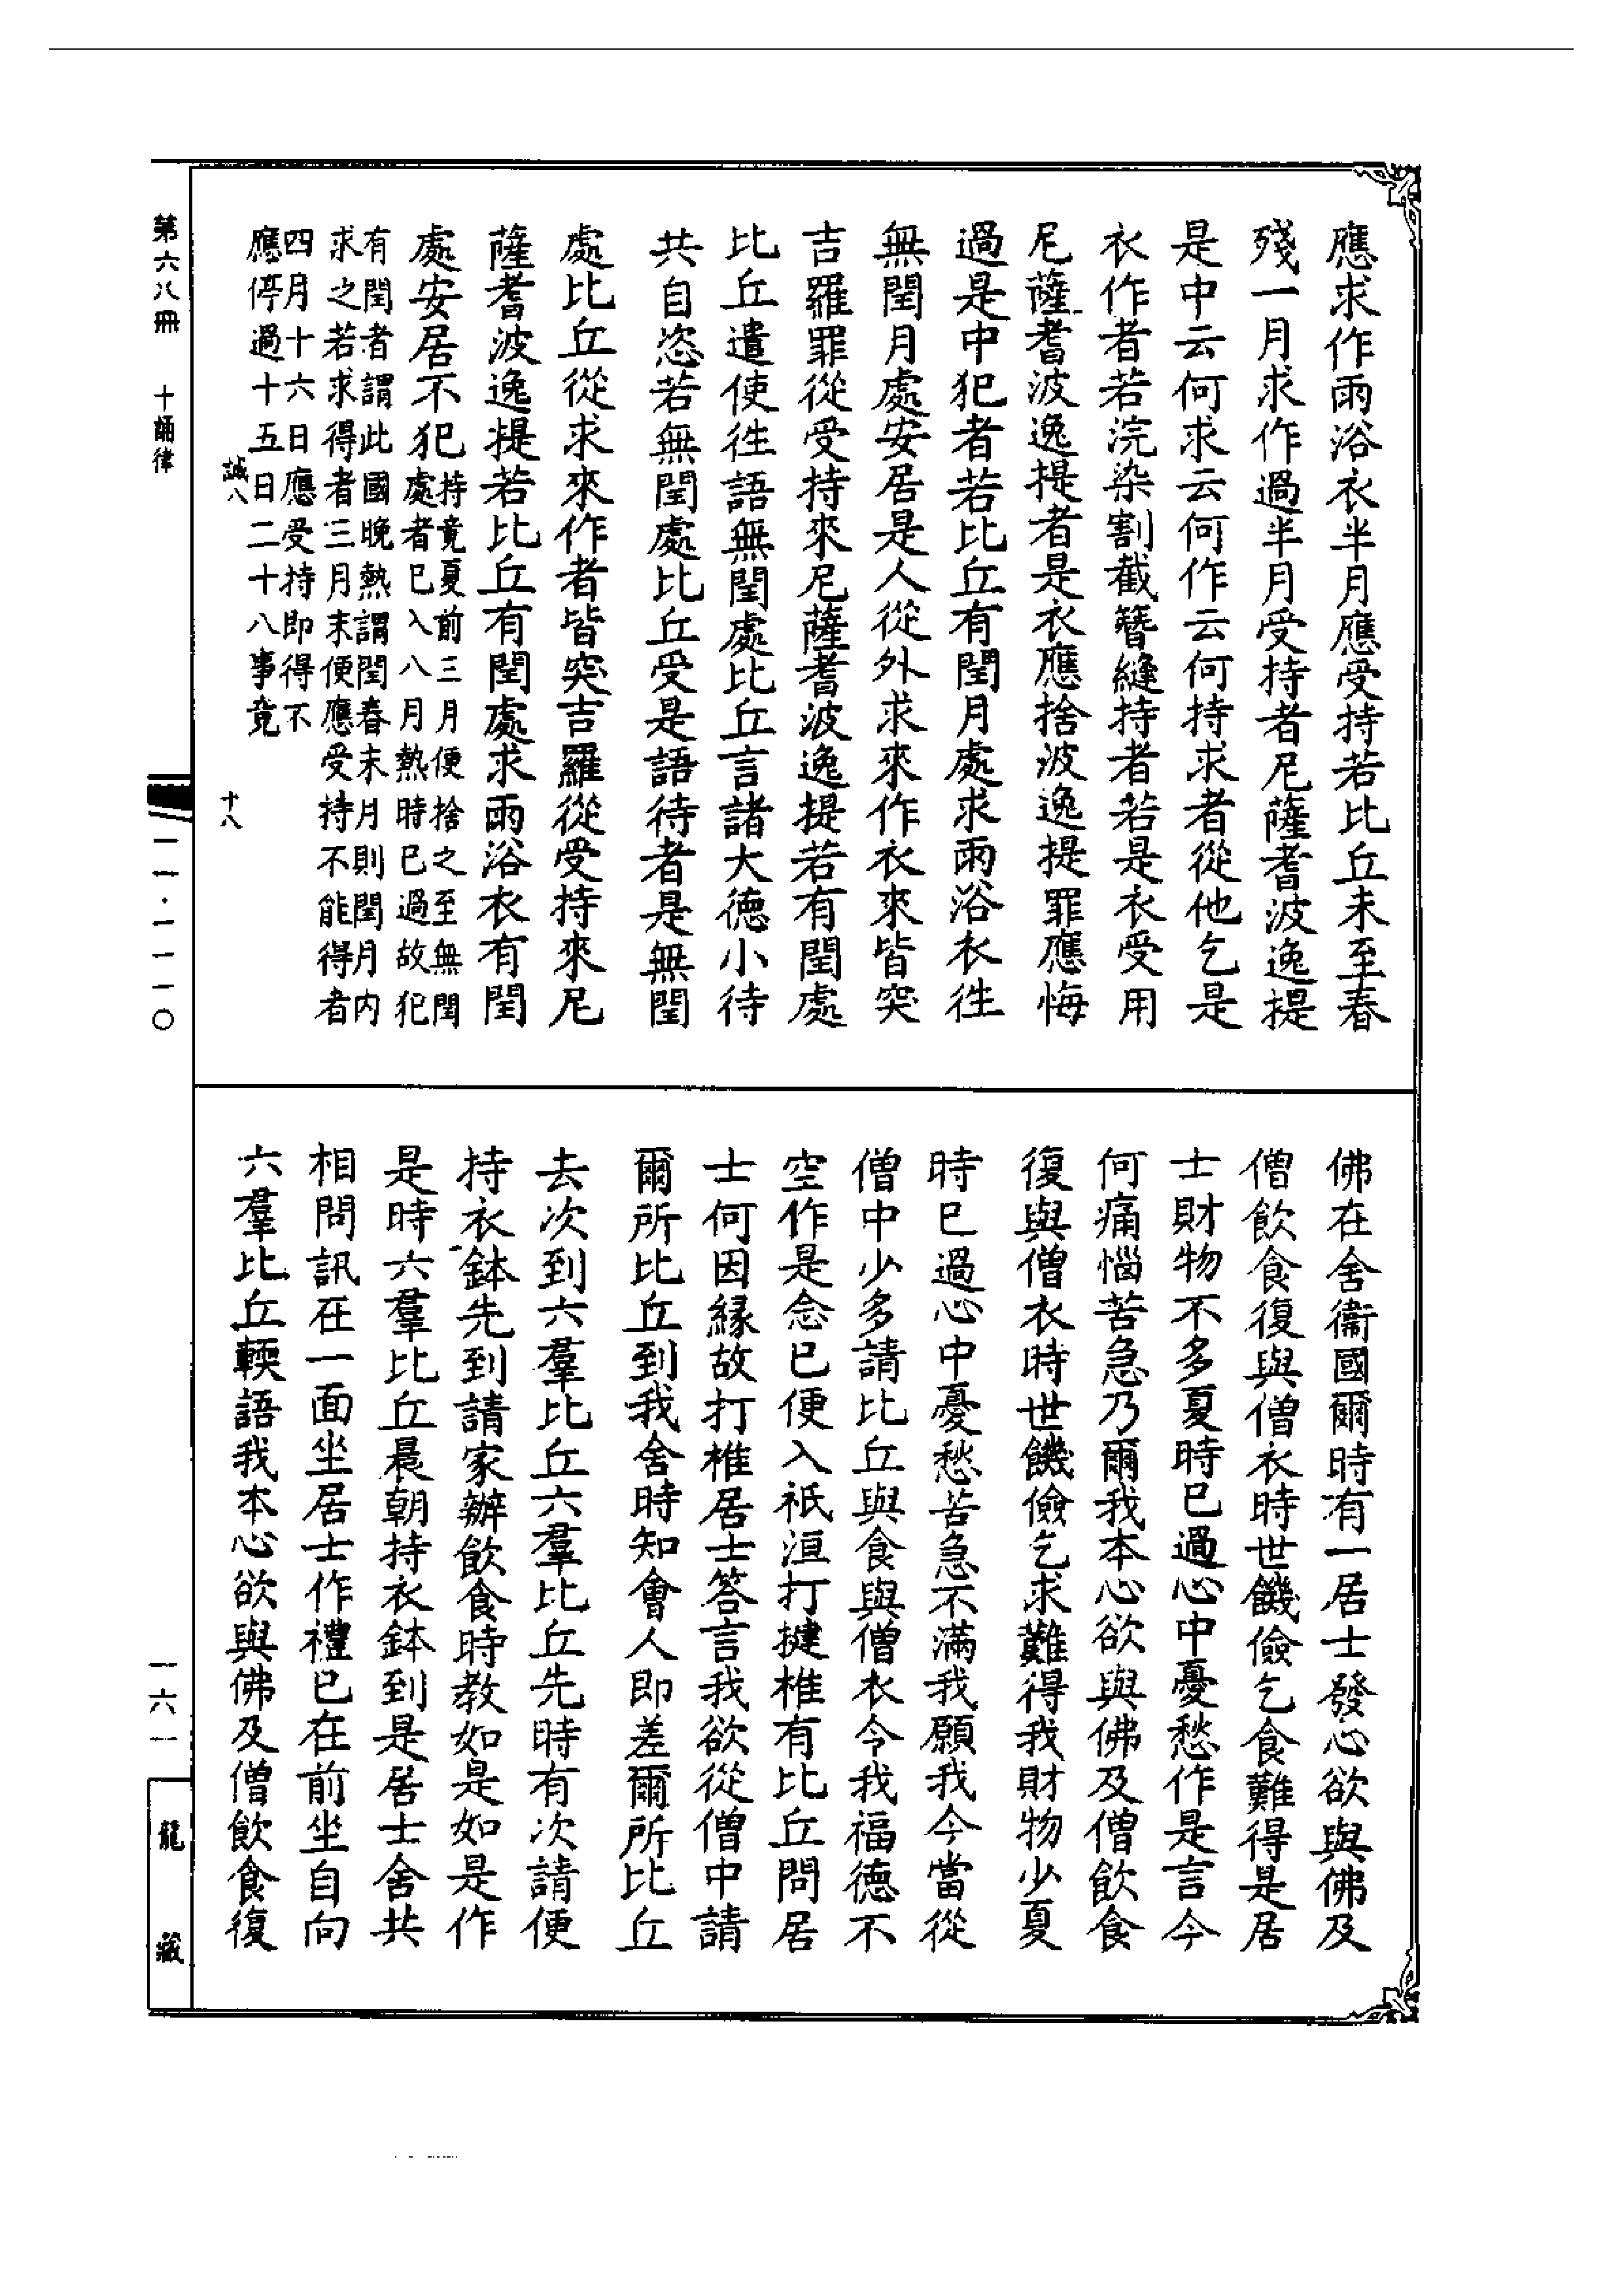 應求作雨浴衣半月應受持若比丘未至春
殘一月求作過半月受持者尼薩耆波逸提
是中云何求云何作云何持求者從他乞是
衣作者若浣染割截簪縫持者若是衣受用
尼薩耆波逸提者是衣應捨波逸提罪應悔
過是中犯者若比丘有閏月處求雨浴衣往
無閏月處安居是人從外求來作衣來皆突
吉羅罪從受持來尼薩耆波逸提若有閏處
比丘遣使往語無閏處比丘言諸大德小待
共自恣若無閏處比丘受是語待者是無閏
處比丘從求來作者皆突吉羅從受持來尼
薩耆波逸提若比丘有閏處求雨浴衣有閏
處安居不犯
持竟夏前三月便捨之至無閏
處者已入八月熱時已過故犯
有閏者謂此國晚熱謂閏春末月則閏月內
求之若求得者三月末便應受持不能得者
四月十六日應受持即得不
應停過十五日二十八事竟
誠八
十八
佛在舍衞國爾時有一居士發心欲與佛及
僧飲食復與僧衣時世饑儉乞食難得是居
士財物不多夏時已過心中憂愁作是言今
何痛惱苦急乃爾我本心欲與佛及僧飲食
復與僧衣時世饑儉乞求難得我財物少夏
時已過心中憂愁苦急不滿我願我今當從
僧中少多請比丘與食與僧衣令我福德不
空作是念已便入祇洹打揵椎有比丘問居
士何因緣故打椎居士答言我欲從僧中請
爾所比丘到我舍時知會人即差爾所比丘
去次到六羣比丘六羣比丘先時有次請便
持衣鉢先到請家辦飲食時教如是如是作
是時六羣比丘晨朝持衣鉢到是居士舍共
相問訊在一面坐居士作禮已在前坐自向
六羣比丘輭語我本心欲與佛及僧飲食復
第六八冊
十誦律
一一·一一一〇
一六一
龍藏